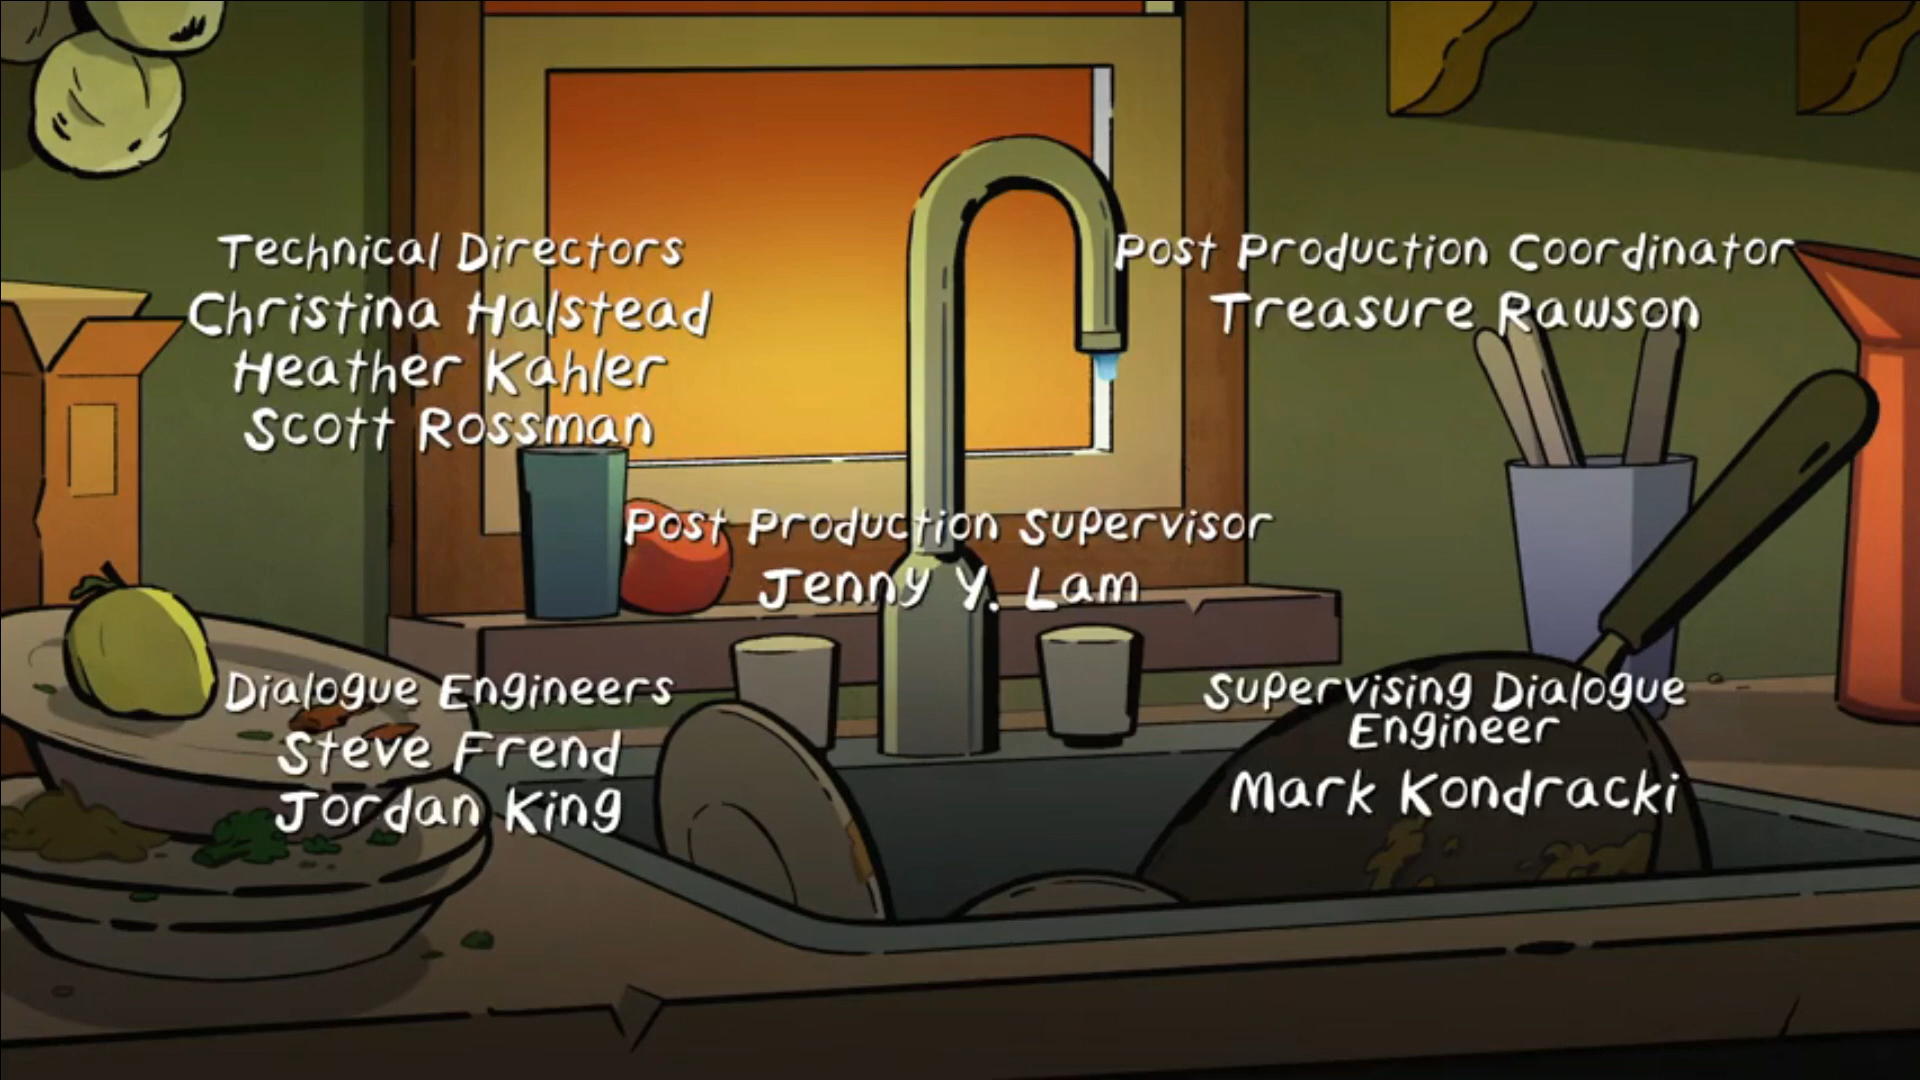 Technical Directors
Christina Halstead
Heather Kahler
Scott Rossman
Post Production Coordinator
Treasure Rawson
Post Production Supervisor
Jenny Y. Lam
Dialogue Engineers
Steve Frend
Jordan King
Supervising Dialogue
Engineer
Mark Kondracki